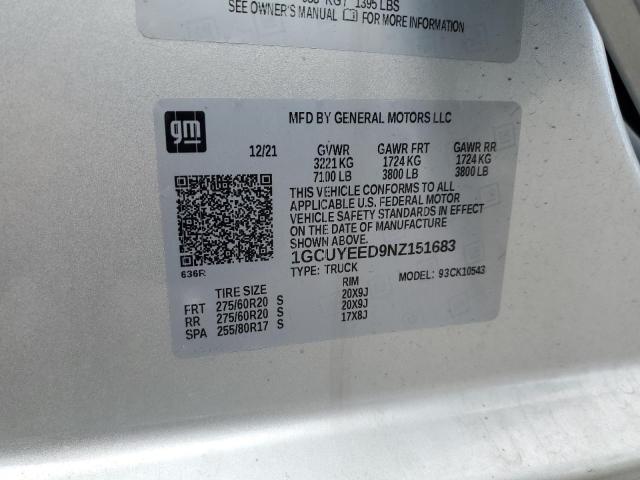 KG / 1395 LBS
SEE OWNER'S MANUAL FOR MORE INFORMATION
gm
MFD BY GENERAL MOTORS LLC
12/21 GVWR GAWR FRT GAWR RR
3221 KG 1724 KG 1724 KG
7100 LB 3800 LB 3800 LB
THIS VEHICLE CONFORMS TO ALL
APPLICABLE U.S. FEDERAL MOTOR
VEHICLE SAFETY STANDARDS IN EFFECT
ON THE DATE OF MANUFACTURE
SHOWN ABOVE.
1GCUYEED9NZ151683
636R TYPE: TRUCK 93CK10543
TIRE SIZE RIM
FRT 275/60R20 S 20X9J
RR 275/60R20 S 20X9J
SPA 255/80R17 S 17X8J